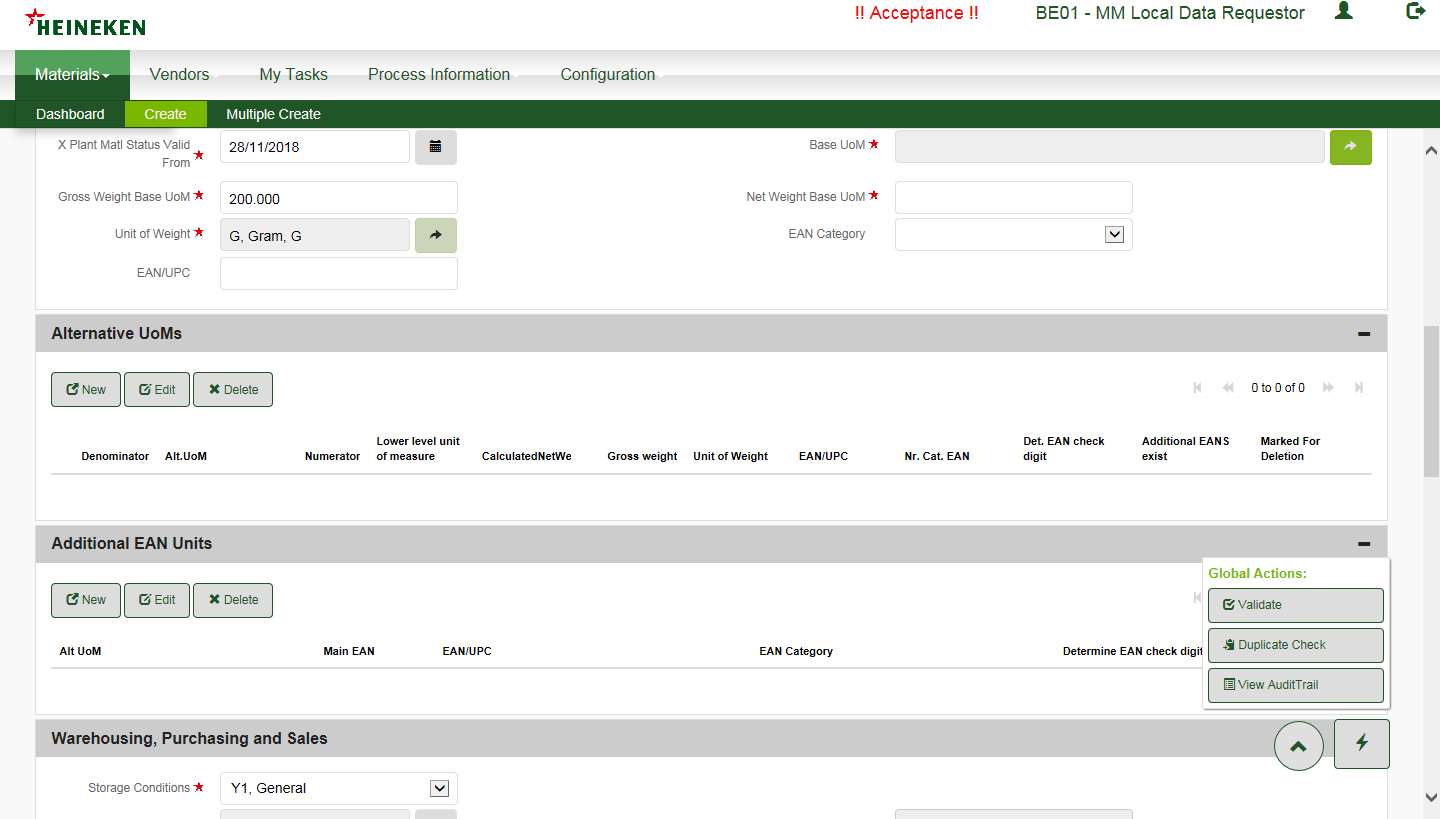 HEINEKEN
!! Acceptance !!
BE01 - MM Local Data Requestor
Materials
Vendors
My Tasks
Process Information
Configuration
Dashboard
Create
Multiple Create
X Plant Matl Status Valid
From
28/11/2018
Base UoM
Gross Weight Base UoM
200.000
Net Weight Base UoM
Unit of Weight
G, Gram, G
EAN Category
EAN/UPC
Alternative UoMs
New
Edit
Delete
0 to 0 of 0
Denominator
Alt.UoM
Numerator
Lower level unit
of measure
CalculatedNetWe
Gross weight
Unit of Weight
EAN/UPC
Nr. Cat. EAN
Det. EAN check
digit
Additional EANS
exist
Marked For
Deletion
Additional EAN Units
New
Edit
Delete
Alt UoM
Main EAN
EAN/UPC
EAN Category
Determine EAN check digit
Global Actions:
Validate
Duplicate Check
View AuditTrail
Warehousing, Purchasing and Sales
Storage Conditions
Y1, General